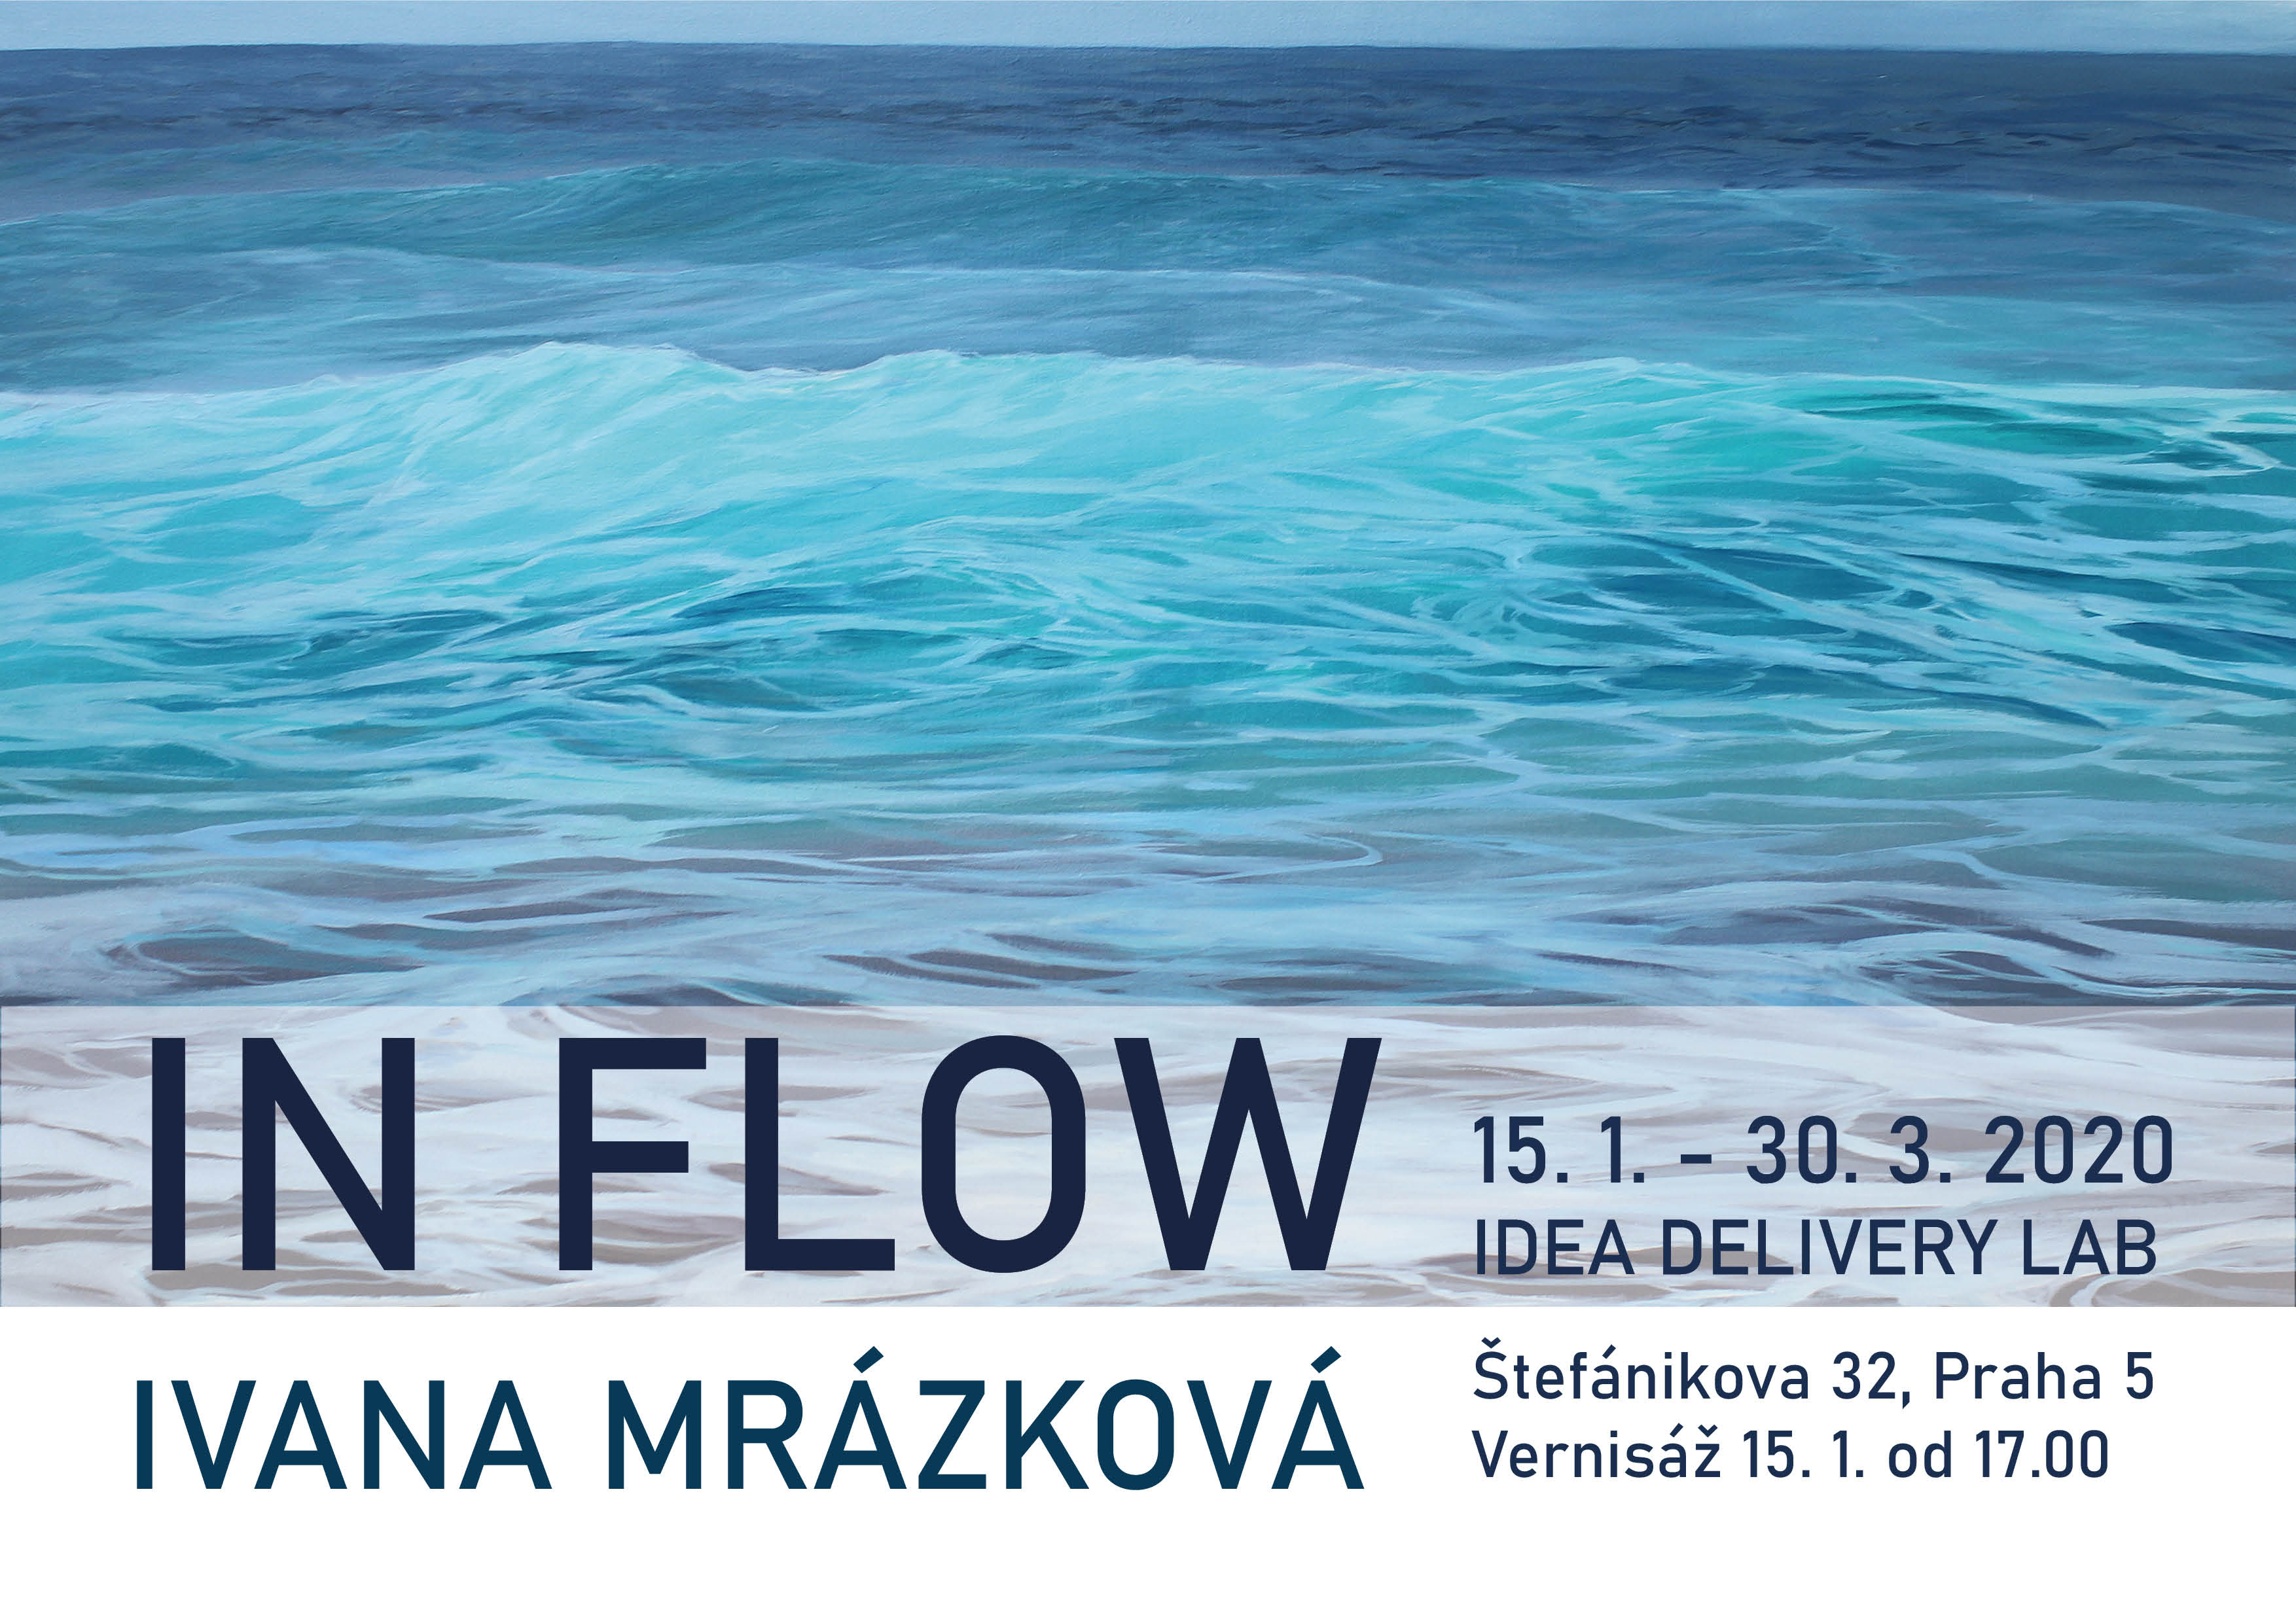 IN FLOW
15. 1. - 30. 3. 2020
IDEA DELIVERY LAB
IVANA MRÁZKOVÁ
Štefánikova 32, Praha 5
Vernisáž 15. 1. od 17.00